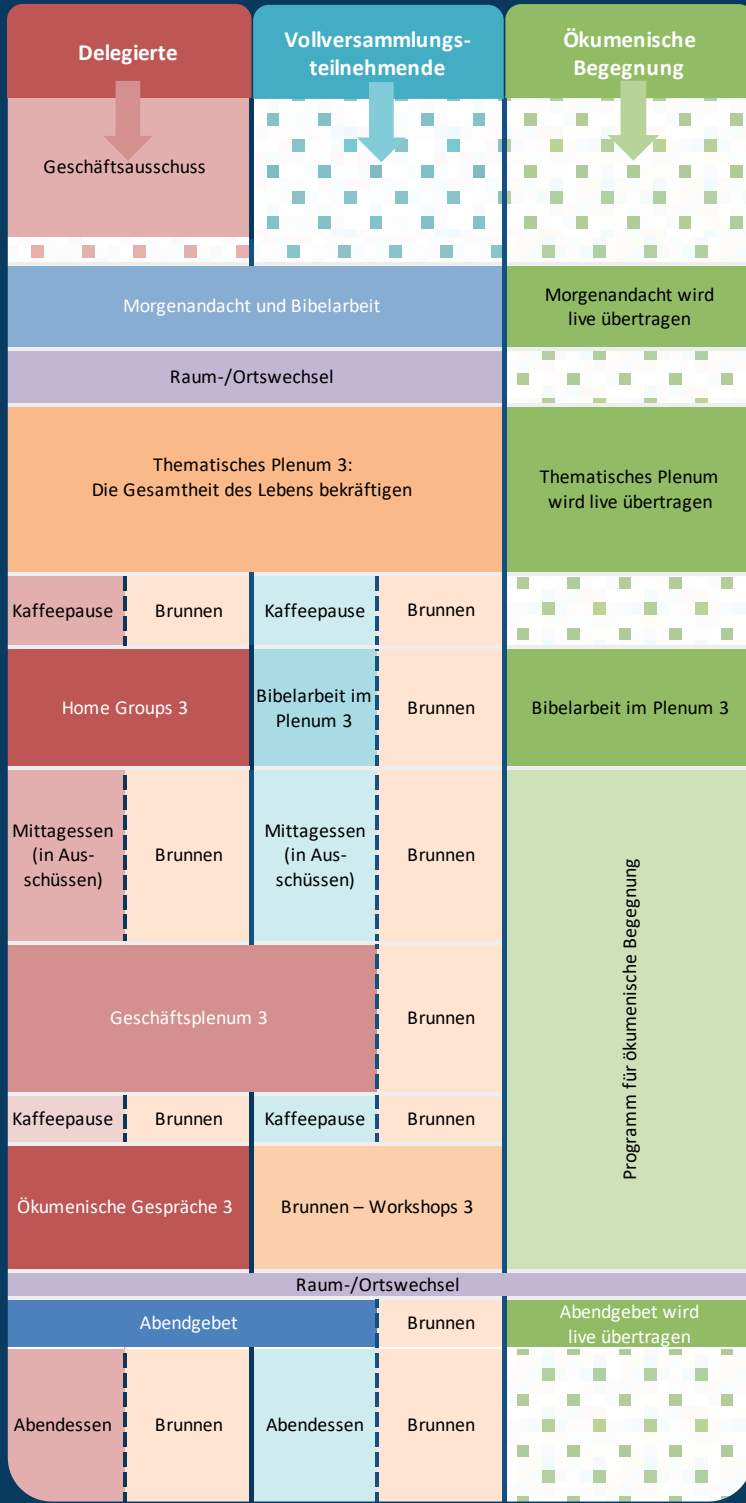 Delegierte
Vollversammlungs-
teilnehmende
Ökumenische
Begegnung
Geschäftsausschuss
Morgenandacht und Bibelarbeit
Morgenandacht wird
live übertragen
Raum-/Ortswechsel
Thematisches Plenum 3:
Die Gesamtheit des Lebens bekräftigen
Thematisches Plenum
wird live übertragen
Kaffeepause
Brunnen
Kaffeepause
Brunnen
Home Groups 3
Bibelarbeit im
Plenum 3
Brunnen
Bibelarbeit im Plenum 3
Mittagessen
(in Aus-
schüssen)
Brunnen
Mittagessen
(in Aus-
schüssen)
Brunnen
Programm für ökumenische Begegnung
Geschäftsplenum 3
Brunnen
Kaffeepause
Brunnen
Kaffeepause
Brunnen
Ökumenische Gespräche 3
Brunnen – Workshops 3
Raum-/Ortswechsel
Abendgebet
Brunnen
Abendgebet wird
live übertragen
Abendessen
Brunnen
Abendessen
Brunnen